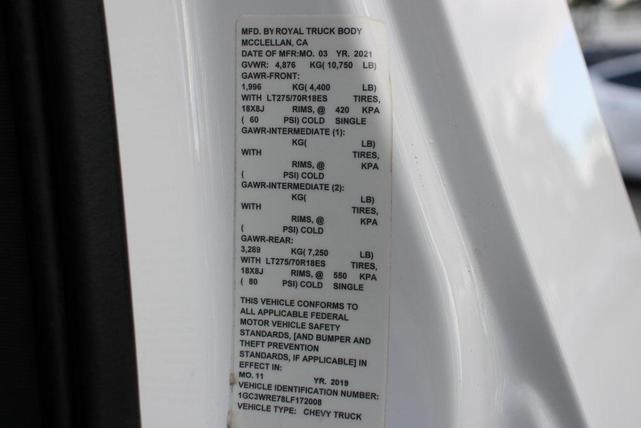 MFD. BY ROYAL TRUCK BODY
MCCLELLAN, CA
DATE OF MFR: MO. 03 YR. 2021
GVWR: 4,876 KG( 10,750 LB)
GAWR-FRONT:
1,996 KG( 4,400 LB)
WITH LT275/70R18ES TIRES,
18X8J RIMS, @ 420 KPA
( 60 PSI) COLD SINGLE
GAWR-INTERMEDIATE (1):
KG( LB)
WITH TIRES,
RIMS, @ KPA
( PSI) COLD
GAWR-INTERMEDIATE (2):
KG( LB)
WITH TIRES,
RIMS, @ KPA
( PSI) COLD
GAWR-REAR:
3,289 KG( 7,250 LB)
WITH LT275/70R18ES TIRES,
18X8J RIMS, @ 550 KPA
( 80 PSI) COLD SINGLE
THIS VEHICLE CONFORMS TO
ALL APPLICABLE FEDERAL
MOTOR VEHICLE SAFETY
STANDARDS, [AND BUMPER AND
THEFT PREVENTION
STANDARDS, IF APPLICABLE] IN
EFFECT IN:
MO. 11 YR. 2019
VEHICLE IDENTIFICATION NUMBER:
1GC3WRE78LF172008
VEHICLE TYPE: CHEVY TRUCK